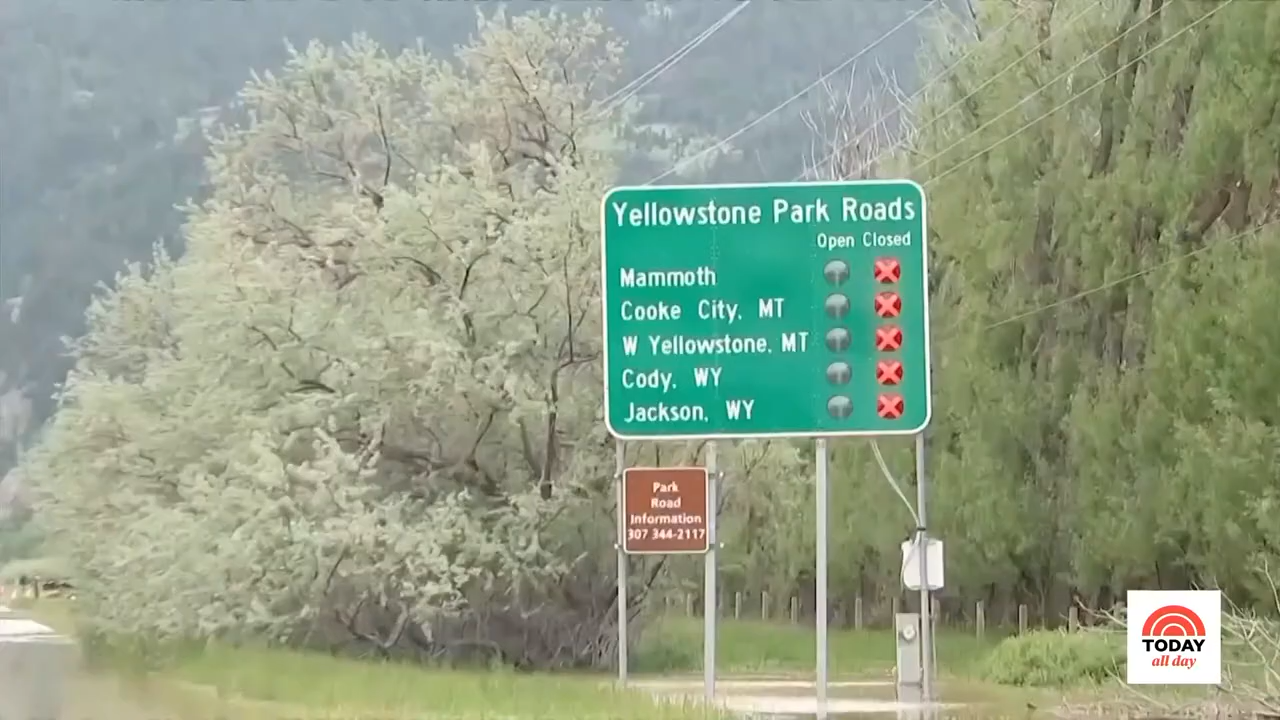 Yellowstone Park Roads
Open Closed
Mammoth
Cooke City, MT
W Yellowstone, MT
Cody, WY
Jackson, WY
Park
Road
Information
307 344-2117
TODAY
all day